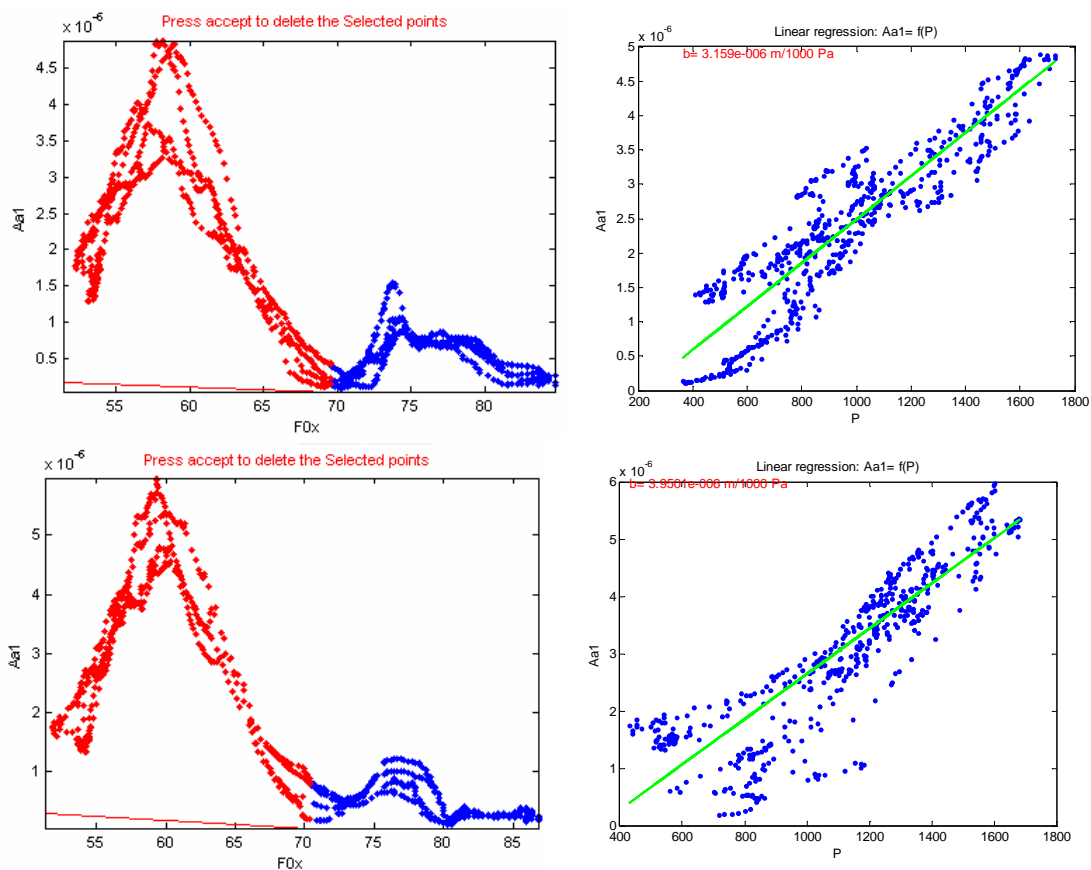 Press accept to delete the Selected points
x 10^-6
4.5
4
3.5
3
2.5
2
1.5
1
0.5
Aa1
55 60 65 70 75 80
F0x
Linear regression: Aa1= f(P)
x 10^-6
b= 3.159e-006 m/1000 Pa
5
4.5
4
3.5
3
2.5
2
1.5
1
0.5
0
Aa1
200 400 600 800 1000 1200 1400 1600 1800
P
Press accept to delete the Selected points
x 10^-6
5
4
3
2
1
Aa1
55 60 65 70 75 80 85
F0x
Linear regression: Aa1= f(P)
x 10^-6
b= 3.9501e-006 m/1000 Pa
6
5
4
3
2
1
0
Aa1
400 600 800 1000 1200 1400 1600 1800
P